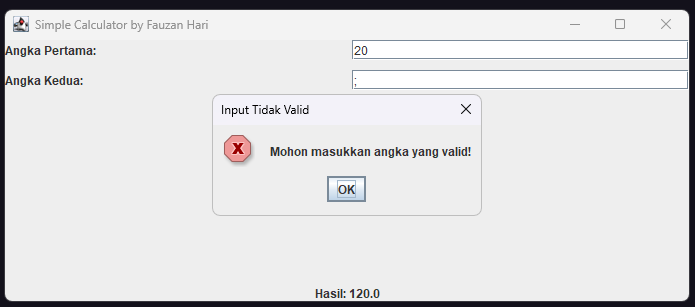 Simple Calculator by Fauzan Hari
Angka Pertama:
20
Angka Kedua:
;
Input Tidak Valid
Mohon masukkan angka yang valid!
OK
Hasil: 120.0